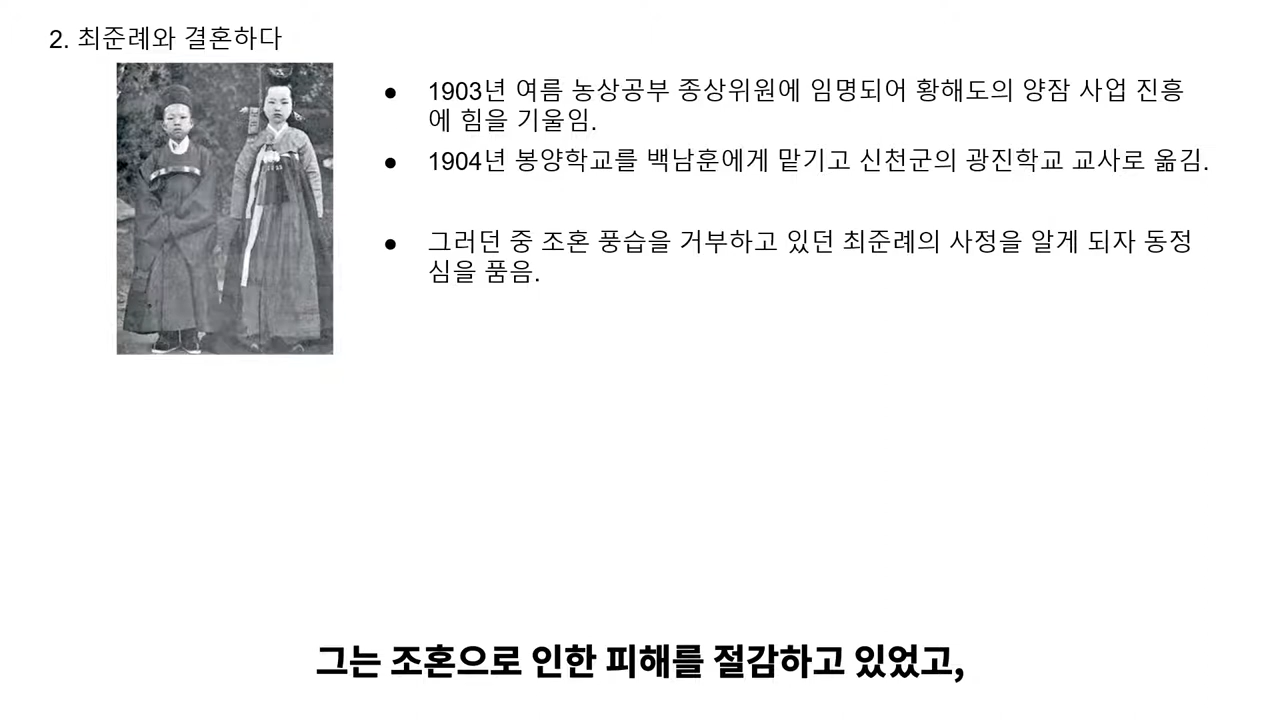 2. 최준례와 결혼하다
● 1903년 여름 농상공부 종상위원에 임명되어 황해도의 양잠 사업 진흥
에 힘을 기울임.
● 1904년 봉양학교를 백남훈에게 맡기고 신천군의 광진학교 교사로 옮김.
● 그러던 중 조혼 풍습을 거부하고 있던 최준례의 사정을 알게 되자 동정
심을 품음.
그는 조혼으로 인한 피해를 절감하고 있었고,